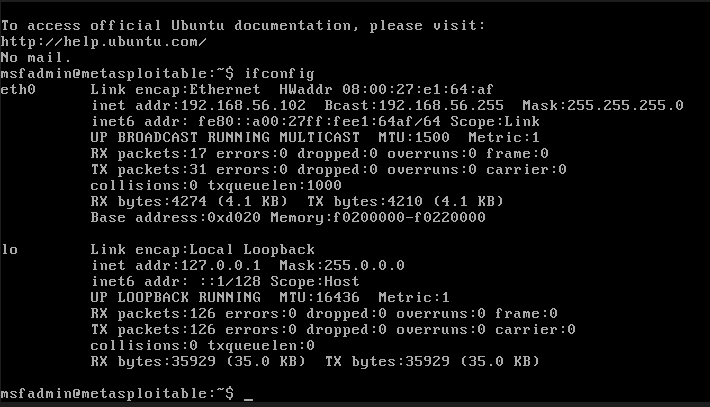 To access official Ubuntu documentation, please visit:
http://help.ubuntu.com/
No mail.
msfadmin@metasploitable:~$ ifconfig
eth0      Link encap:Ethernet  HWaddr 08:00:27:e1:64:af
          inet addr:192.168.56.102  Bcast:192.168.56.255  Mask:255.255.255.0
          inet6 addr: fe80::a00:27ff:fee1:64af/64 Scope:Link
          UP BROADCAST RUNNING MULTICAST  MTU:1500  Metric:1
          RX packets:17 errors:0 dropped:0 overruns:0 frame:0
          TX packets:31 errors:0 dropped:0 overruns:0 carrier:0
          collisions:0 txqueuelen:1000
          RX bytes:4274 (4.1 KB)  TX bytes:4210 (4.1 KB)
          Base address:0xd020 Memory:f0200000-f0220000
lo        Link encap:Local Loopback
          inet addr:127.0.0.1  Mask:255.0.0.0
          inet6 addr: ::1/128 Scope:Host
          UP LOOPBACK RUNNING  MTU:16436  Metric:1
          RX packets:126 errors:0 dropped:0 overruns:0 frame:0
          TX packets:126 errors:0 dropped:0 overruns:0 carrier:0
          collisions:0 txqueuelen:0
          RX bytes:35929 (35.0 KB)  TX bytes:35929 (35.0 KB)
msfadmin@metasploitable:~$ _